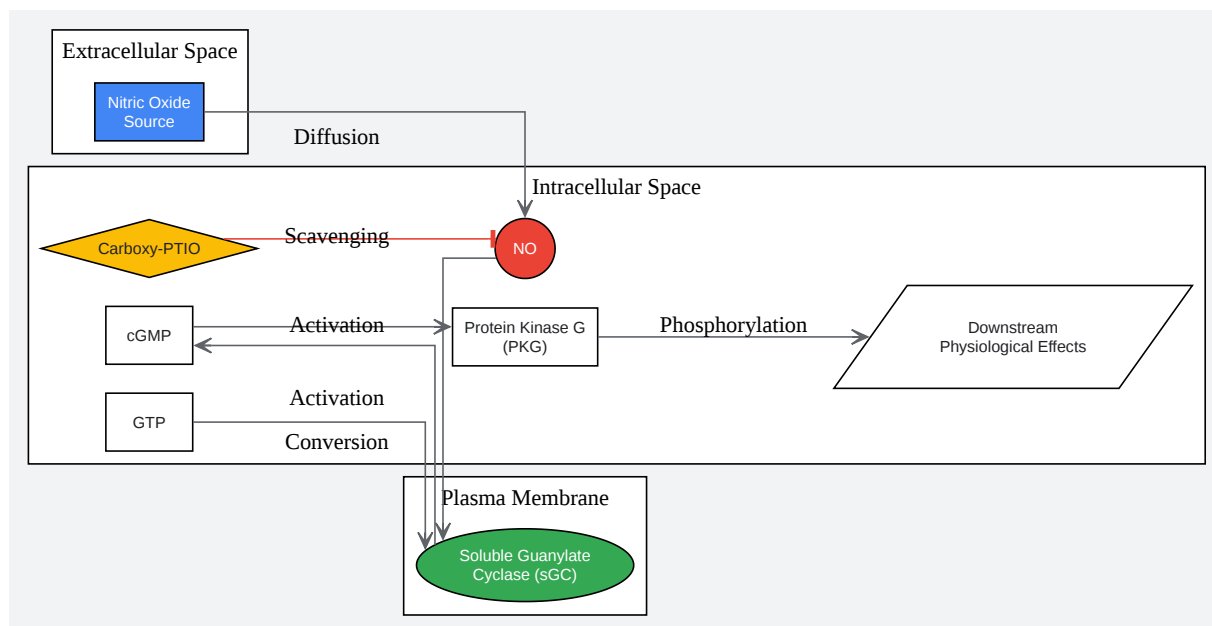 Extracellular Space
Nitric Oxide
Source
Diffusion
Intracellular Space
Carboxy-PTIO
Scavenging
NO
cGMP
Activation
Protein Kinase G
(PKG)
Phosphorylation
Downstream
Physiological Effects
Activation
GTP
Conversion
Plasma Membrane
Soluble Guanylate
Cyclase (sGC)